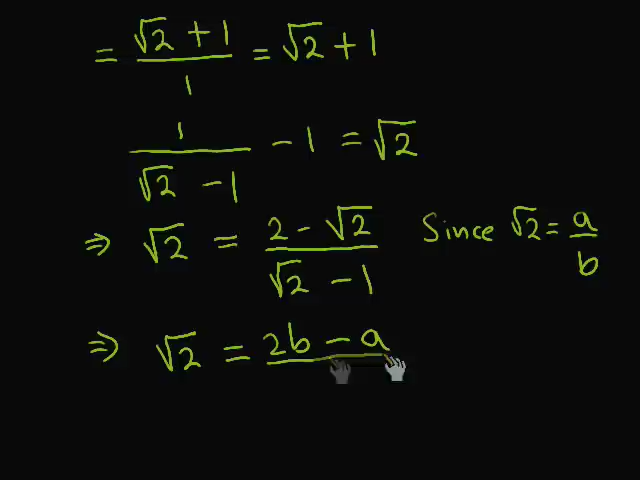 = (√2 + 1)/1 = √2 + 1
1/(√2 - 1) - 1 = √2
⇒ √2 = (2 - √2)/(√2 - 1) Since √2 = a/b
⇒ √2 = 2b - a